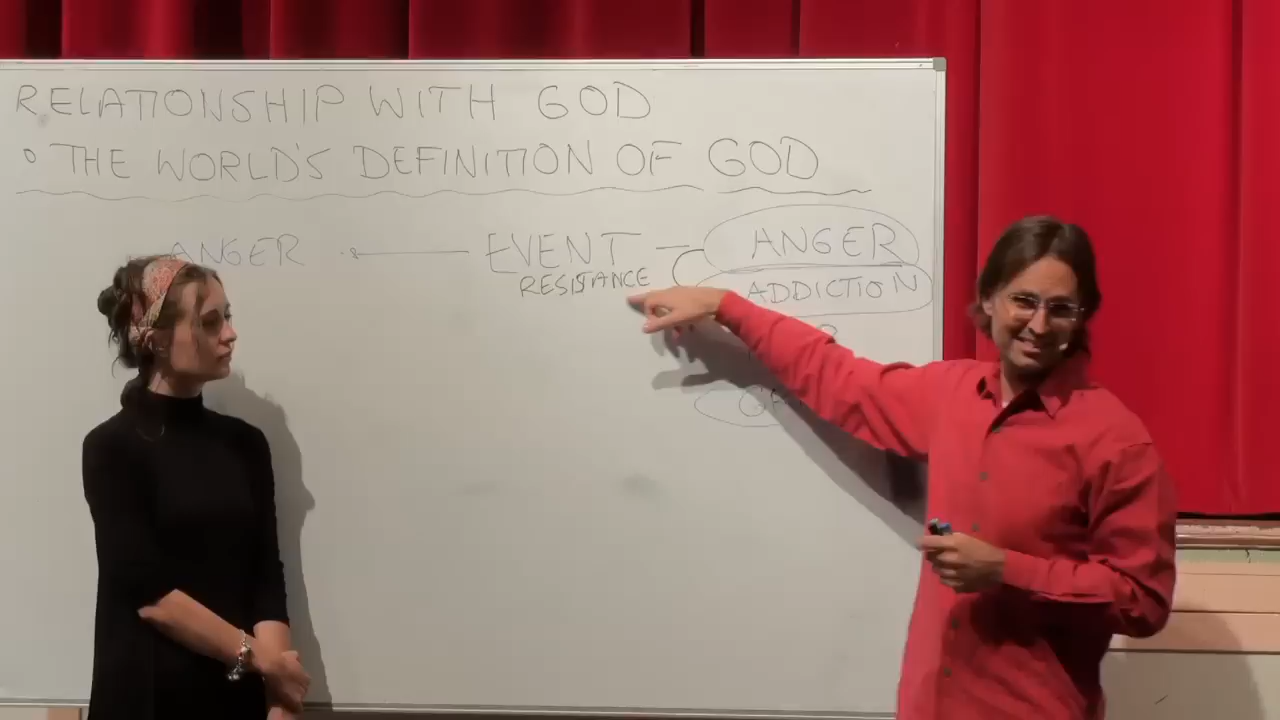 RELATIONSHIP WITH GOD
THE WORLD'S DEFINITION OF GOD
ANGER EVENT ANGER
RESISTANCE ADDICTION